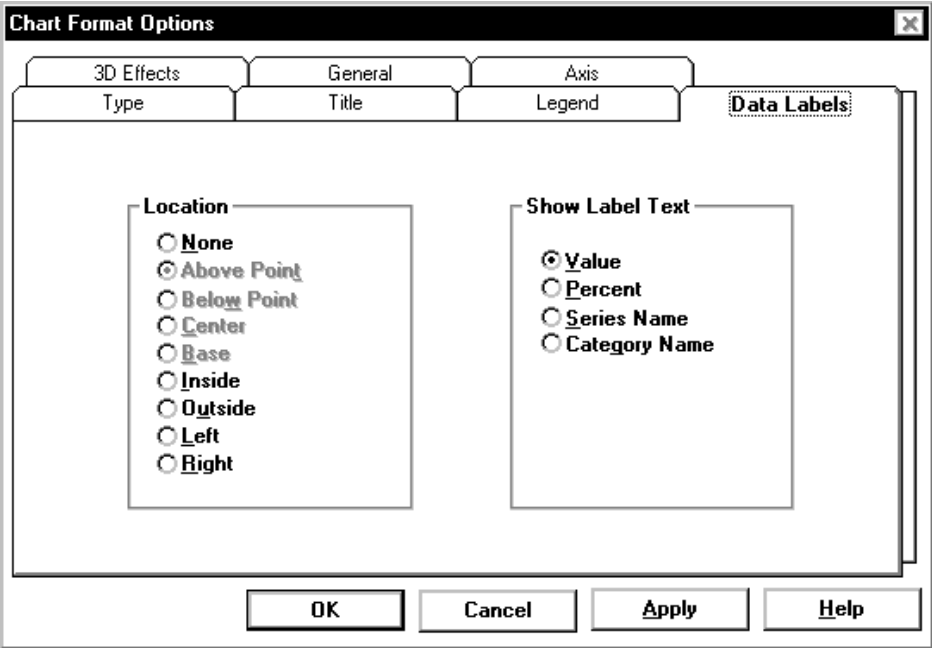 Chart Format Options
3D Effects General Axis
Type Title Legend Data Labels
Location
None
Above Point
Below Point
Center
Base
Inside
Outside
Left
Right
Show Label Text
Value
Percent
Series Name
Category Name
OK Cancel Apply Help